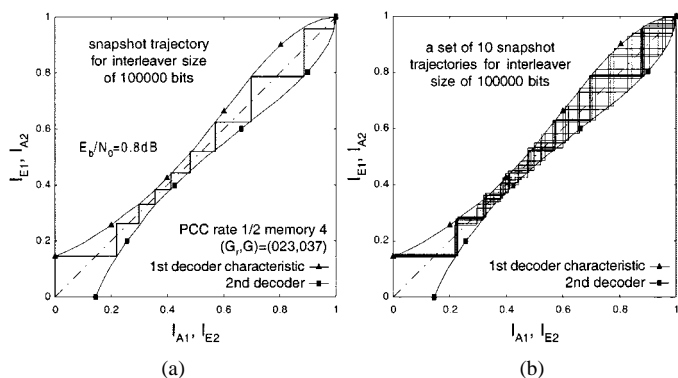 1
0.8
0.6
0.4
0.2
0
0 0.2 0.4 0.6 0.8 1
I_E1, I_A2
I_A1, I_E2
snapshot trajectory
for interleaver size
of 100000 bits
E_b/N_0=0.8dB
PCC rate 1/2 memory 4
(G_r,G)=(023,037)
1st decoder characteristic
2nd decoder
(a)
1
0.8
0.6
0.4
0.2
0
0 0.2 0.4 0.6 0.8 1
I_E1, I_A2
I_A1, I_E2
a set of 10 snapshot
trajectories for interleaver
size of 100000 bits
1st decoder characteristic
2nd decoder
(b)